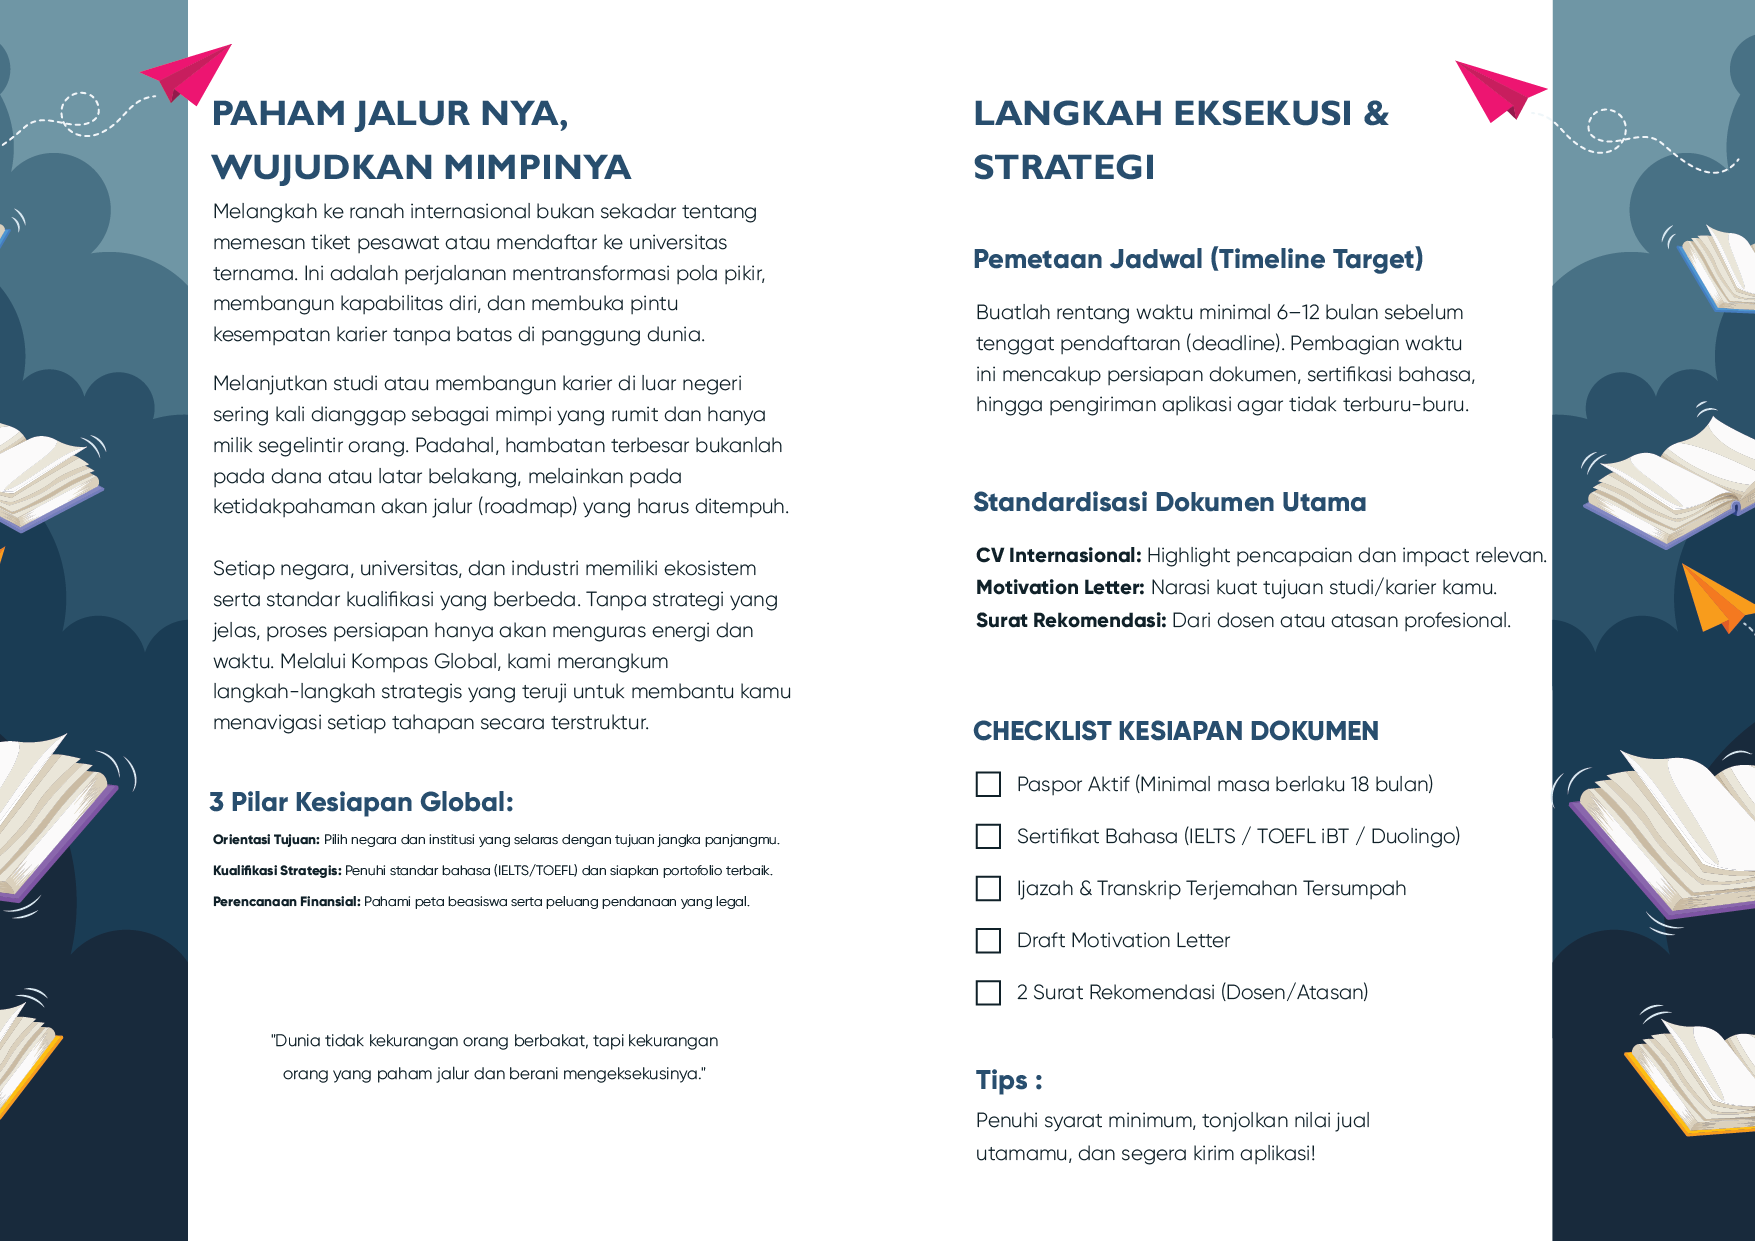 PAHAM JALUR NYA,
WUJUDKAN MIMPINYA
Melangkah ke ranah internasional bukan sekadar tentang
memesan tiket pesawat atau mendaftar ke universitas
ternama. Ini adalah perjalanan mentransformasi pola pikir,
membangun kapabilitas diri, dan membuka pintu
kesempatan karier tanpa batas di panggung dunia.
Melanjutkan studi atau membangun karier di luar negeri
sering kali dianggap sebagai mimpi yang rumit dan hanya
milik segelintir orang. Padahal, hambatan terbesar bukanlah
pada dana atau latar belakang, melainkan pada
ketidakpahaman akan jalur (roadmap) yang harus ditempuh.
Setiap negara, universitas, dan industri memiliki ekosistem
serta standar kualifikasi yang berbeda. Tanpa strategi yang
jelas, proses persiapan hanya akan menguras energi dan
waktu. Melalui Kompas Global, kami merangkum
langkah-langkah strategis yang teruji untuk membantu kamu
menavigasi setiap tahapan secara terstruktur.
3 Pilar Kesiapan Global:
Orientasi Tujuan: Pilih negara dan institusi yang selaras dengan tujuan jangka panjangmu.
Kualifikasi Strategis: Penuhi standar bahasa (IELTS/TOEFL) dan siapkan portofolio terbaik.
Perencanaan Finansial: Pahami peta beasiswa serta peluang pendanaan yang legal.
"Dunia tidak kekurangan orang berbakat, tapi kekurangan
orang yang paham jalur dan berani mengeksekusinya."
LANGKAH EKSEKUSI &
STRATEGI
Pemetaan Jadwal (Timeline Target)
Buatlah rentang waktu minimal 6–12 bulan sebelum
tenggat pendaftaran (deadline). Pembagian waktu
ini mencakup persiapan dokumen, sertifikasi bahasa,
hingga pengiriman aplikasi agar tidak terburu-buru.
Standardisasi Dokumen Utama
CV Internasional: Highlight pencapaian dan impact relevan.
Motivation Letter: Narasi kuat tujuan studi/karier kamu.
Surat Rekomendasi: Dari dosen atau atasan profesional.
CHECKLIST KESIAPAN DOKUMEN
Paspor Aktif (Minimal masa berlaku 18 bulan)
Sertifikat Bahasa (IELTS / TOEFL iBT / Duolingo)
Ijazah & Transkrip Terjemahan Tersumpah
Draft Motivation Letter
2 Surat Rekomendasi (Dosen/Atasan)
Tips :
Penuhi syarat minimum, tonjolkan nilai jual
utamamu, dan segera kirim aplikasi!